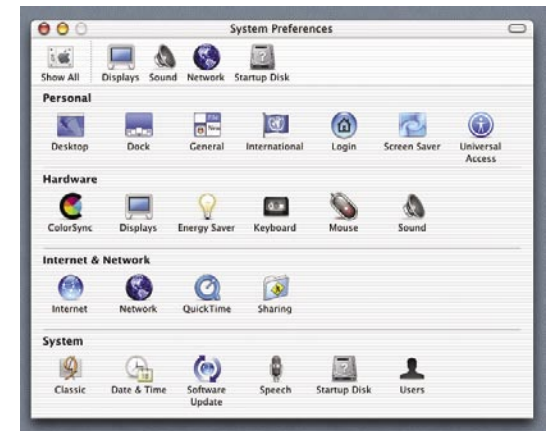 System Preferences
Show All Displays Sound Network Startup Disk
Personal
Desktop Dock General International Login Screen Saver Universal
Access
Hardware
ColorSync Displays Energy Saver Keyboard Mouse Sound
Internet & Network
Internet Network QuickTime Sharing
System
Classic Date & Time Software Speech Startup Disk Users
Update